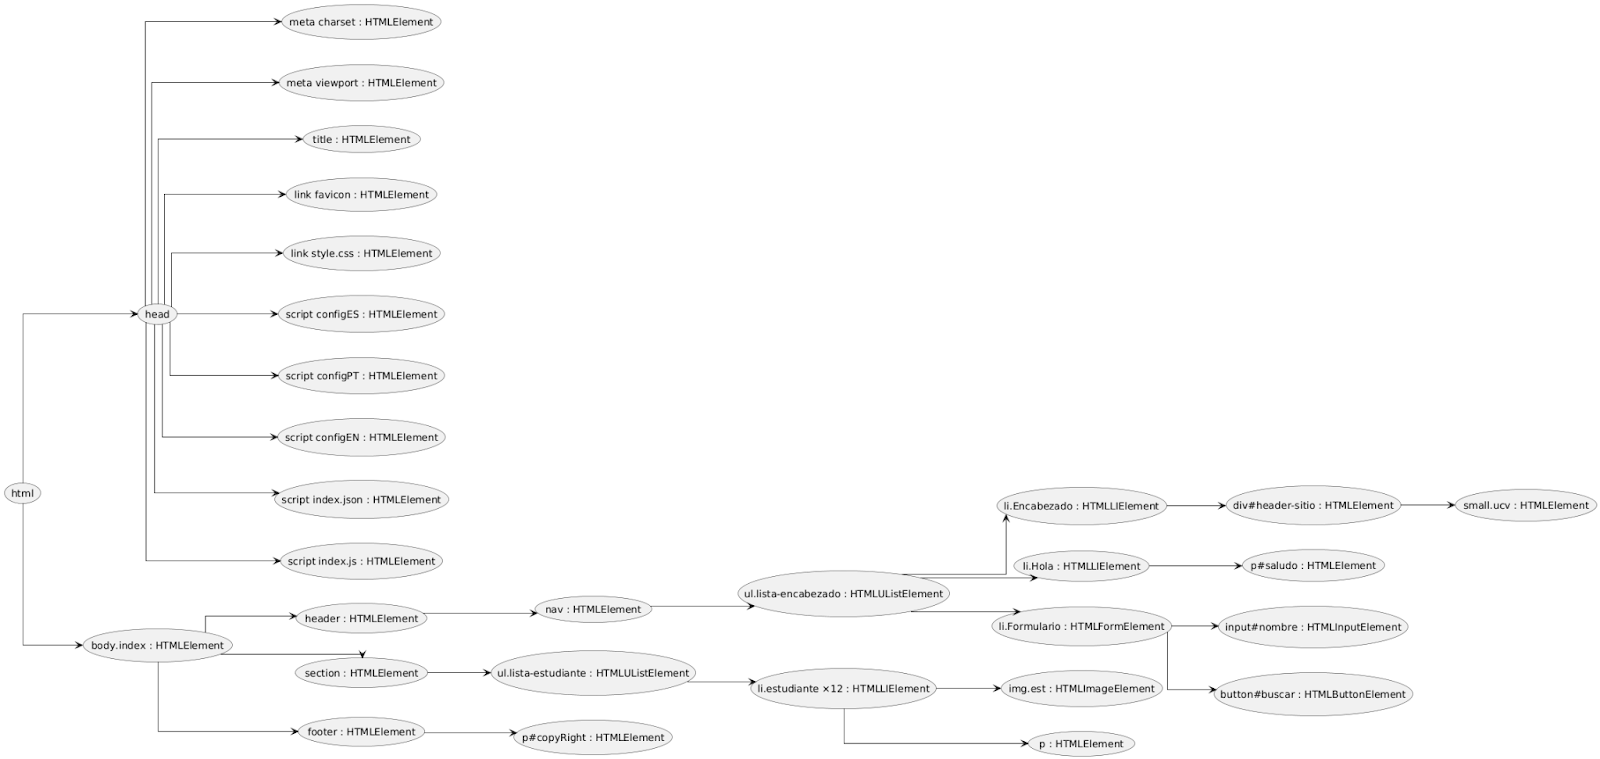 meta charset : HTMLElement
meta viewport : HTMLElement
title : HTMLElement
link favicon : HTMLElement
link style.css : HTMLElement
head
script configES : HTMLElement
script configPT : HTMLElement
script configEN : HTMLElement
html
script index.json : HTMLElement
script index.js : HTMLElement
li.Encabezado : HTMLLIElement
div#header-sitio : HTMLElement
small.ucv : HTMLElement
li.Hola : HTMLLIElement
p#saludo : HTMLElement
ul.lista-encabezado : HTMLUListElement
nav : HTMLElement
header : HTMLElement
li.Formulario : HTMLFormElement
input#nombre : HTMLInputElement
body.index : HTMLElement
section : HTMLElement
ul.lista-estudiante : HTMLUListElement
li.estudiante ×12 : HTMLLIElement
img.est : HTMLImageElement
button#buscar : HTMLButtonElement
footer : HTMLElement
p#copyRight : HTMLElement
p : HTMLElement